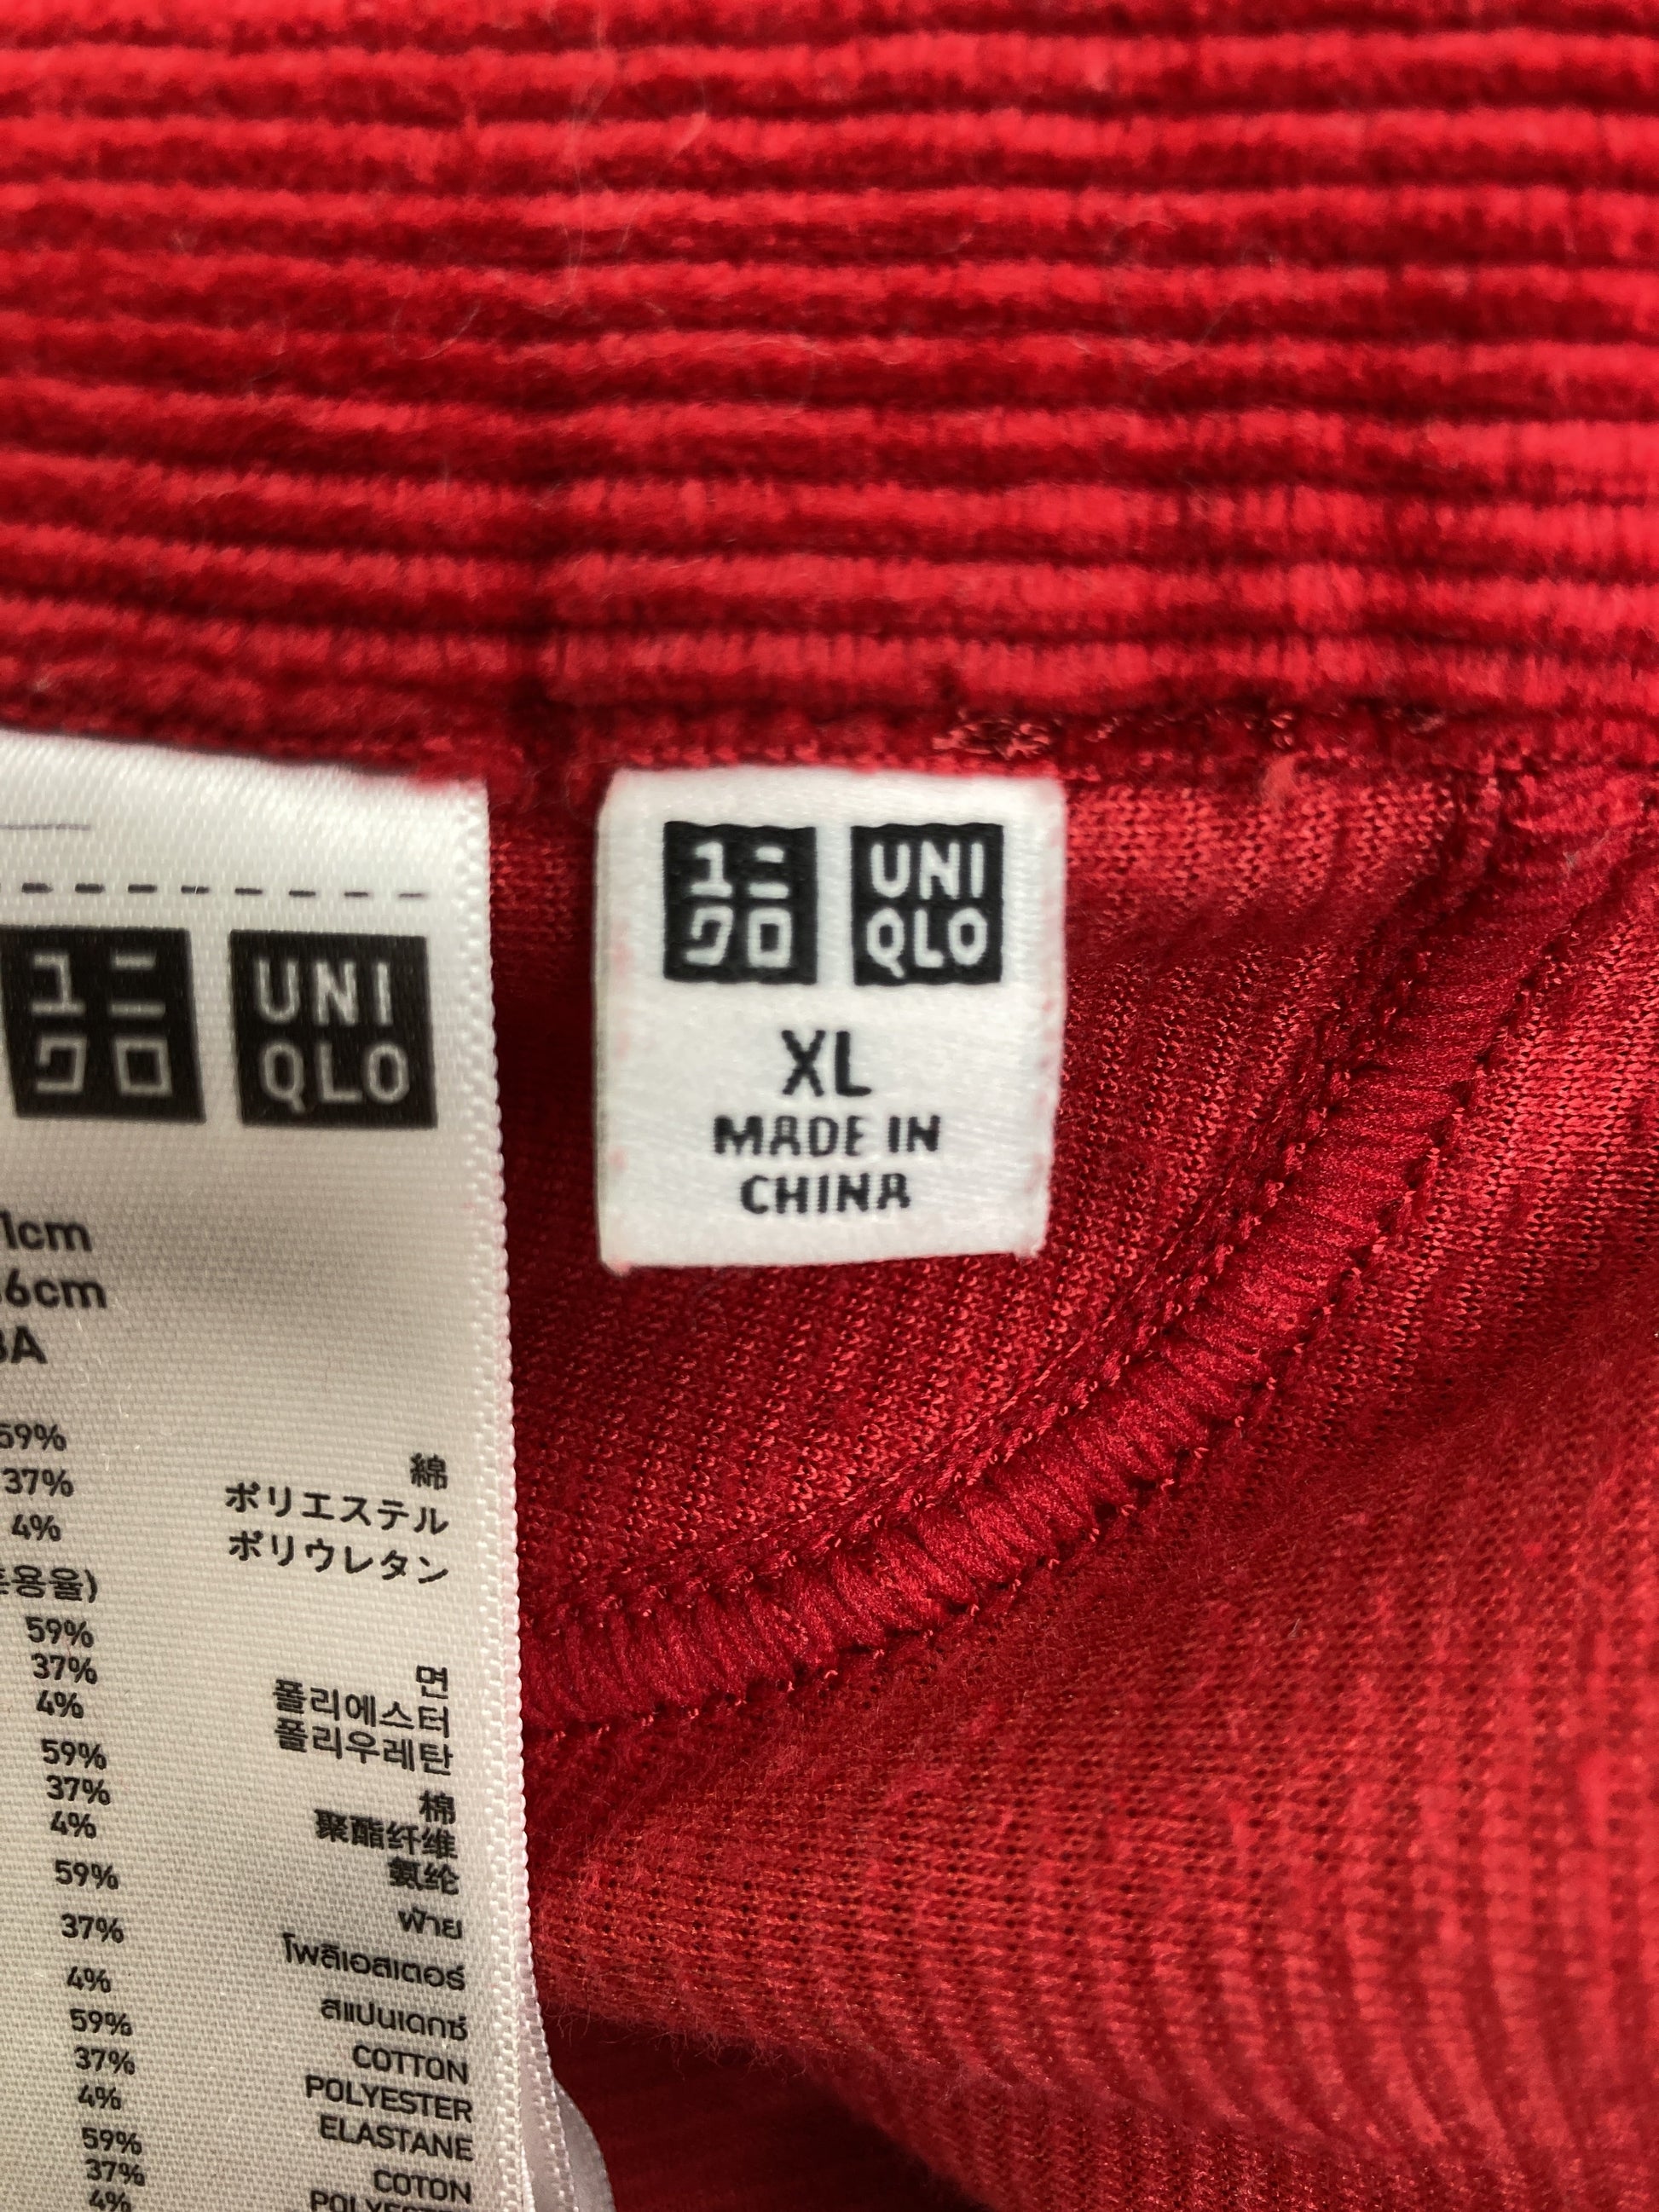 ユニ
クロ
UNI
QLO
XL
MADE IN
CHINA
ユニ
クロ
UNI
QLO
1cm
6cm
59% 綿
37% ポリエステル
4% ポリウレタン
용율)
59% 면
37% 폴리에스터
4% 폴리우레탄
59% 棉
37% 聚酯纤维
4% 氨纶
59% ฝ้าย
37% โพลิเอสเตอร์
4% สแปนเดกซ์
59% COTTON
37% POLYESTER
4% ELASTANE
59% COTON
37%
4%